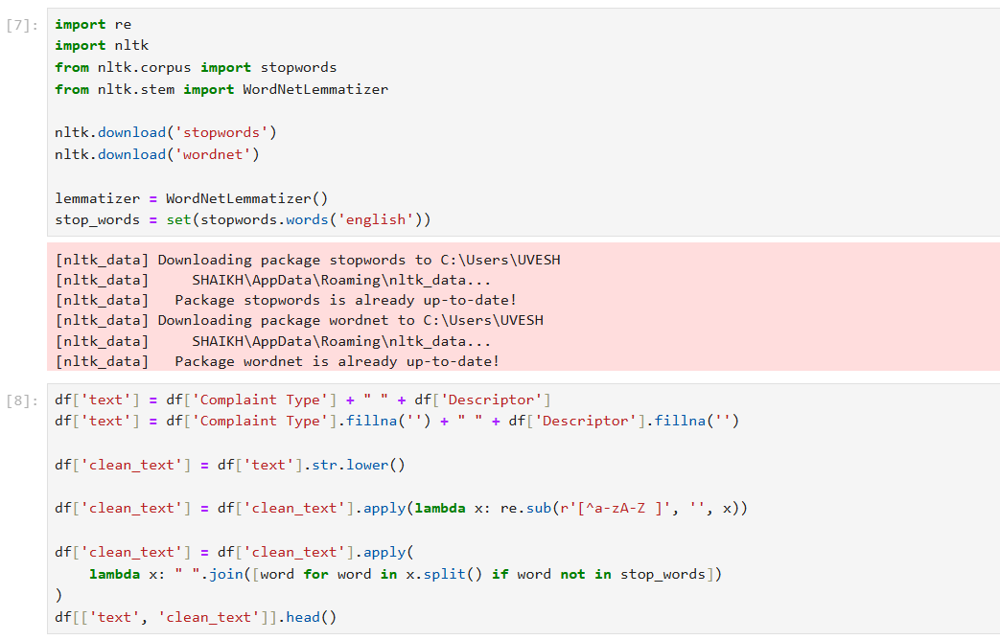 [7]: import re
import nltk
from nltk.corpus import stopwords
from nltk.stem import WordNetLemmatizer
nltk.download('stopwords')
nltk.download('wordnet')
lemmatizer = WordNetLemmatizer()
stop_words = set(stopwords.words('english'))
[nltk_data] Downloading package stopwords to C:\Users\UVESH
[nltk_data]     SHAIKH\AppData\Roaming\nltk_data...
[nltk_data]   Package stopwords is already up-to-date!
[nltk_data] Downloading package wordnet to C:\Users\UVESH
[nltk_data]     SHAIKH\AppData\Roaming\nltk_data...
[nltk_data]   Package wordnet is already up-to-date!
[8]: df['text'] = df['Complaint Type'] + " " + df['Descriptor']
df['text'] = df['Complaint Type'].fillna('') + " " + df['Descriptor'].fillna('')
df['clean_text'] = df['text'].str.lower()
df['clean_text'] = df['clean_text'].apply(lambda x: re.sub(r'[^a-zA-Z ]', '', x))
df['clean_text'] = df['clean_text'].apply(
    lambda x: " ".join([word for word in x.split() if word not in stop_words])
)
df[['text', 'clean_text']].head()